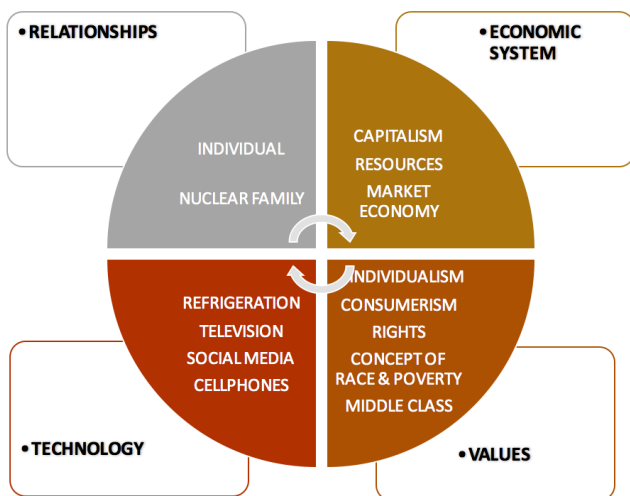 • RELATIONSHIPS
• ECONOMIC
SYSTEM
INDIVIDUAL
NUCLEAR FAMILY
CAPITALISM
RESOURCES
MARKET
ECONOMY
REFRIGERATION
TELEVISION
SOCIAL MEDIA
CELLPHONES
INDIVIDUALISM
CONSUMERISM
RIGHTS
CONCEPT OF
RACE & POVERTY
MIDDLE CLASS
• TECHNOLOGY
• VALUES